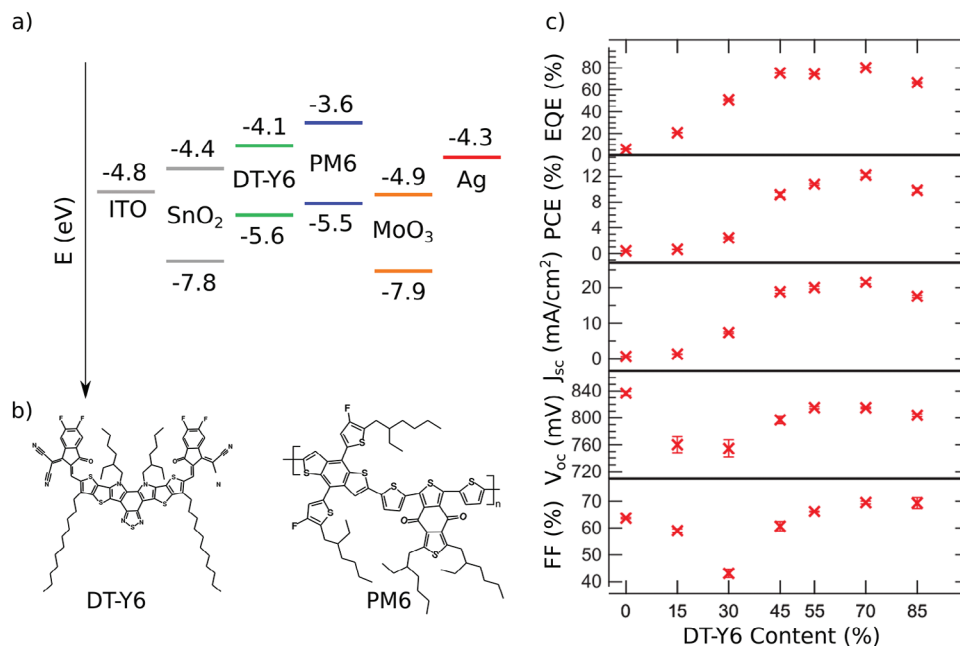 a)
E (eV)
-4.8
ITO
-4.4
SnO₂
-7.8
-4.1
DT-Y6
-5.6
-3.6
PM6
-5.5
-4.9
MoO₃
-7.9
-4.3
Ag
b)
F
F
F
F
N
N
O
O
N
N
S
S
N
N
S
S
N
N
S
DT-Y6
F
S
S
S
S
F
S
S
S
S
O
O
S
n
PM6
c)
EQE (%)
80
60
40
20
0
PCE (%)
12
8
4
0
Jsc (mA/cm²)
20
10
0
Voc (mV)
840
800
760
720
FF (%)
70
60
50
40
0 15 30 45 55 70 85
DT-Y6 Content (%)